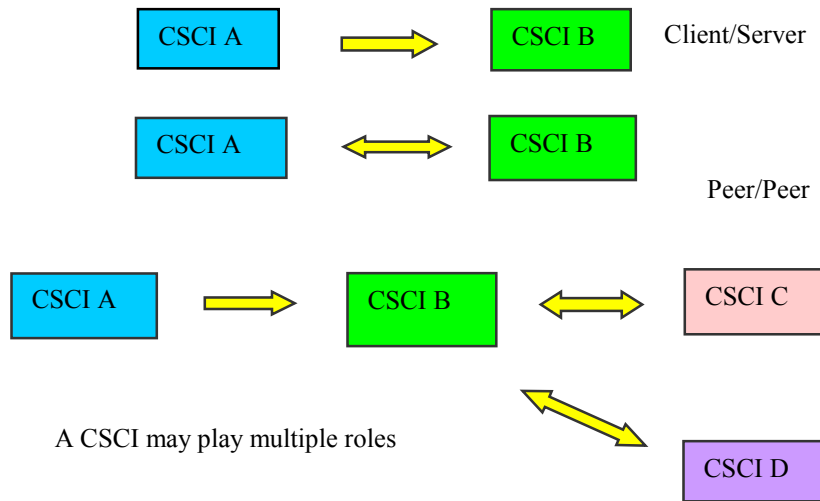 CSCI A
CSCI B
Client/Server
CSCI A
CSCI B
Peer/Peer
CSCI A
CSCI B
CSCI C
A CSCI may play multiple roles
CSCI D